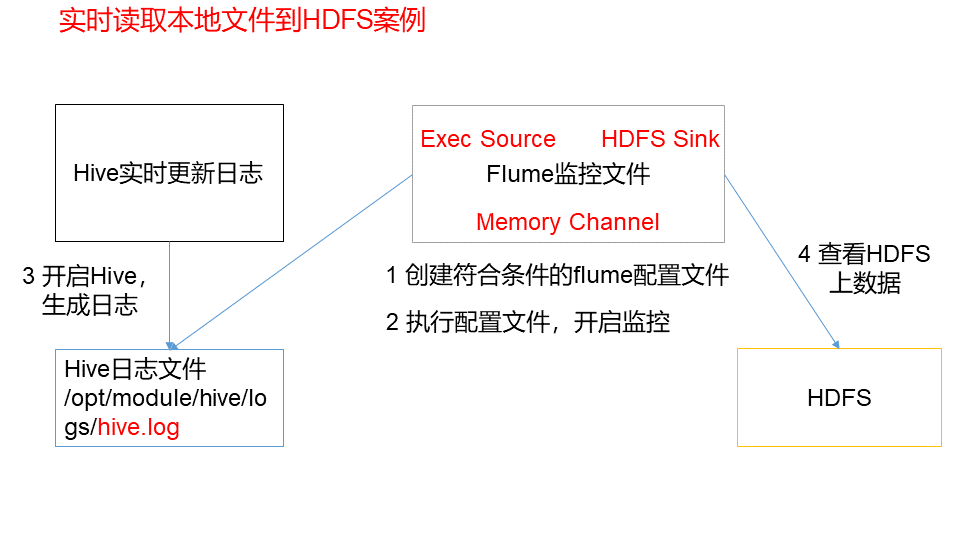 实时读取本地文件到HDFS案例
Hive实时更新日志
Exec Source
HDFS Sink
Flume监控文件
Memory Channel
3 开启Hive，
生成日志
1 创建符合条件的flume配置文件
2 执行配置文件，开启监控
4 查看HDFS
上数据
Hive日志文件
/opt/module/hive/lo
gs/hive.log
HDFS